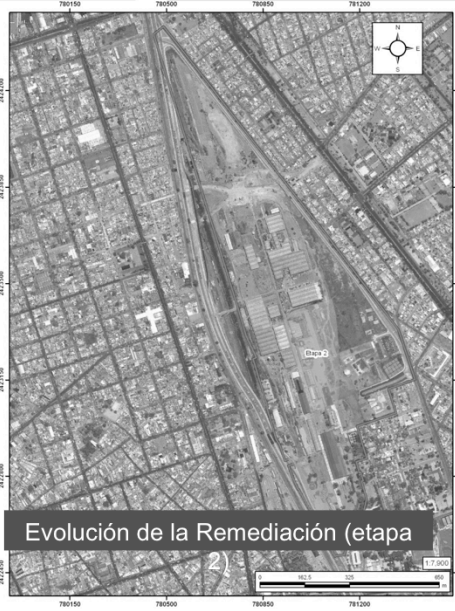 780150 780500 780850 781200
N
W E
S
Etapa 2
Evolución de la Remediación (etapa
2)
1:7.900
0 162.5 325 650
m
780150 780500 780850 781200